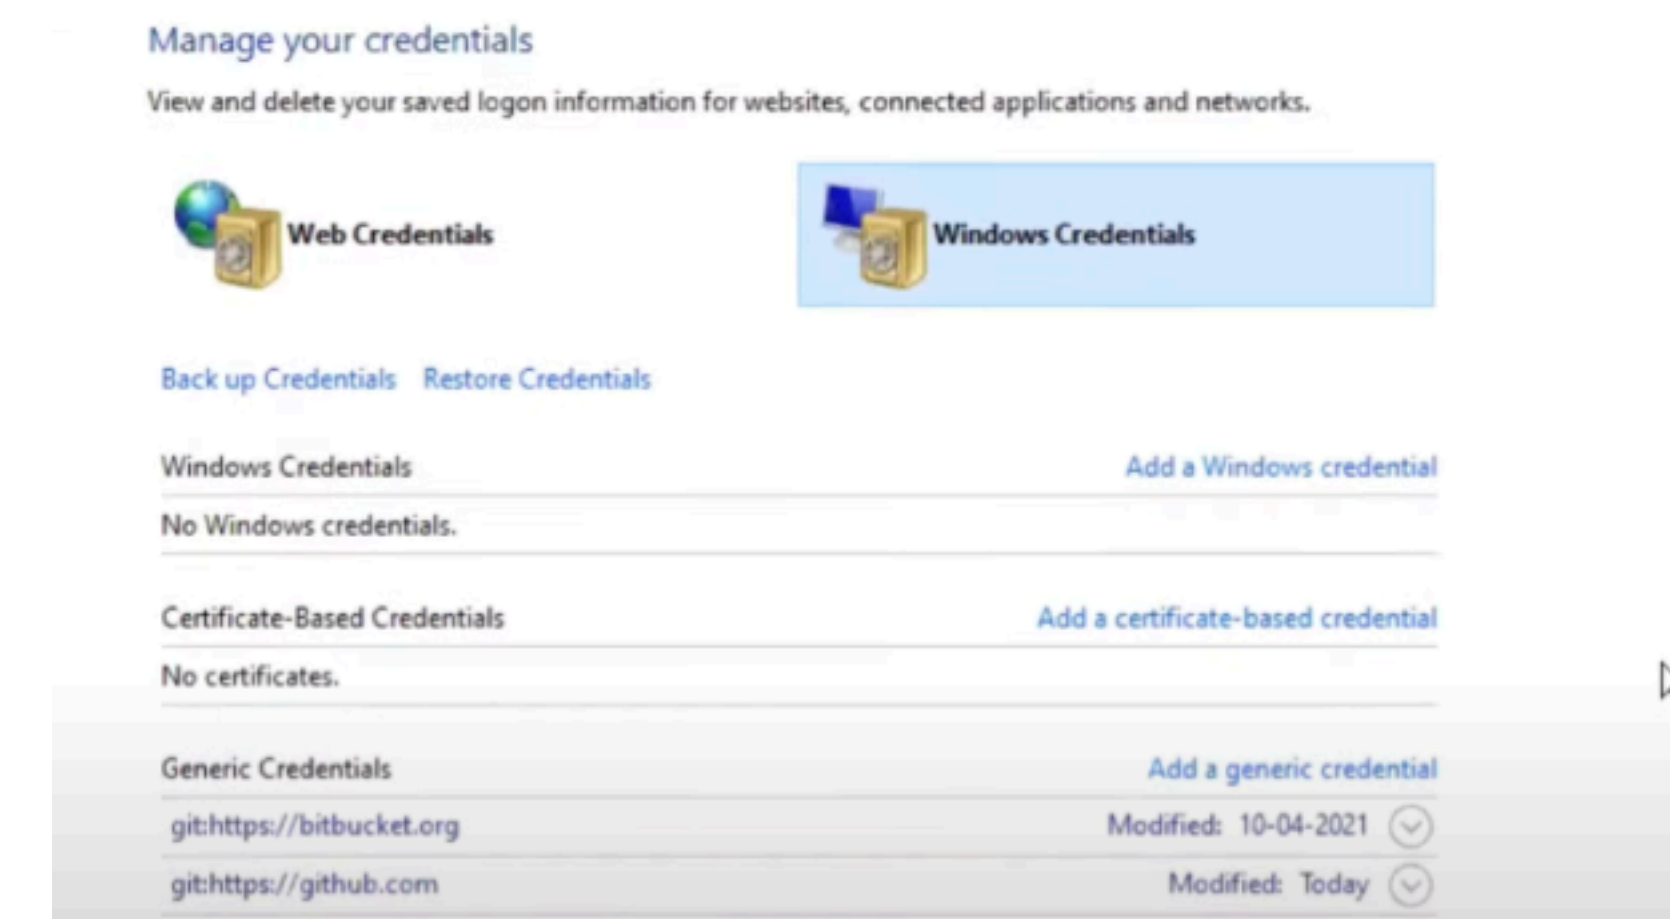 Manage your credentials
View and delete your saved logon information for websites, connected applications and networks.
Web Credentials
Windows Credentials
Back up Credentials Restore Credentials
Windows Credentials Add a Windows credential
No Windows credentials.
Certificate-Based Credentials Add a certificate-based credential
No certificates.
Generic Credentials Add a generic credential
git:https://bitbucket.org Modified: 10-04-2021
git:https://github.com Modified: Today